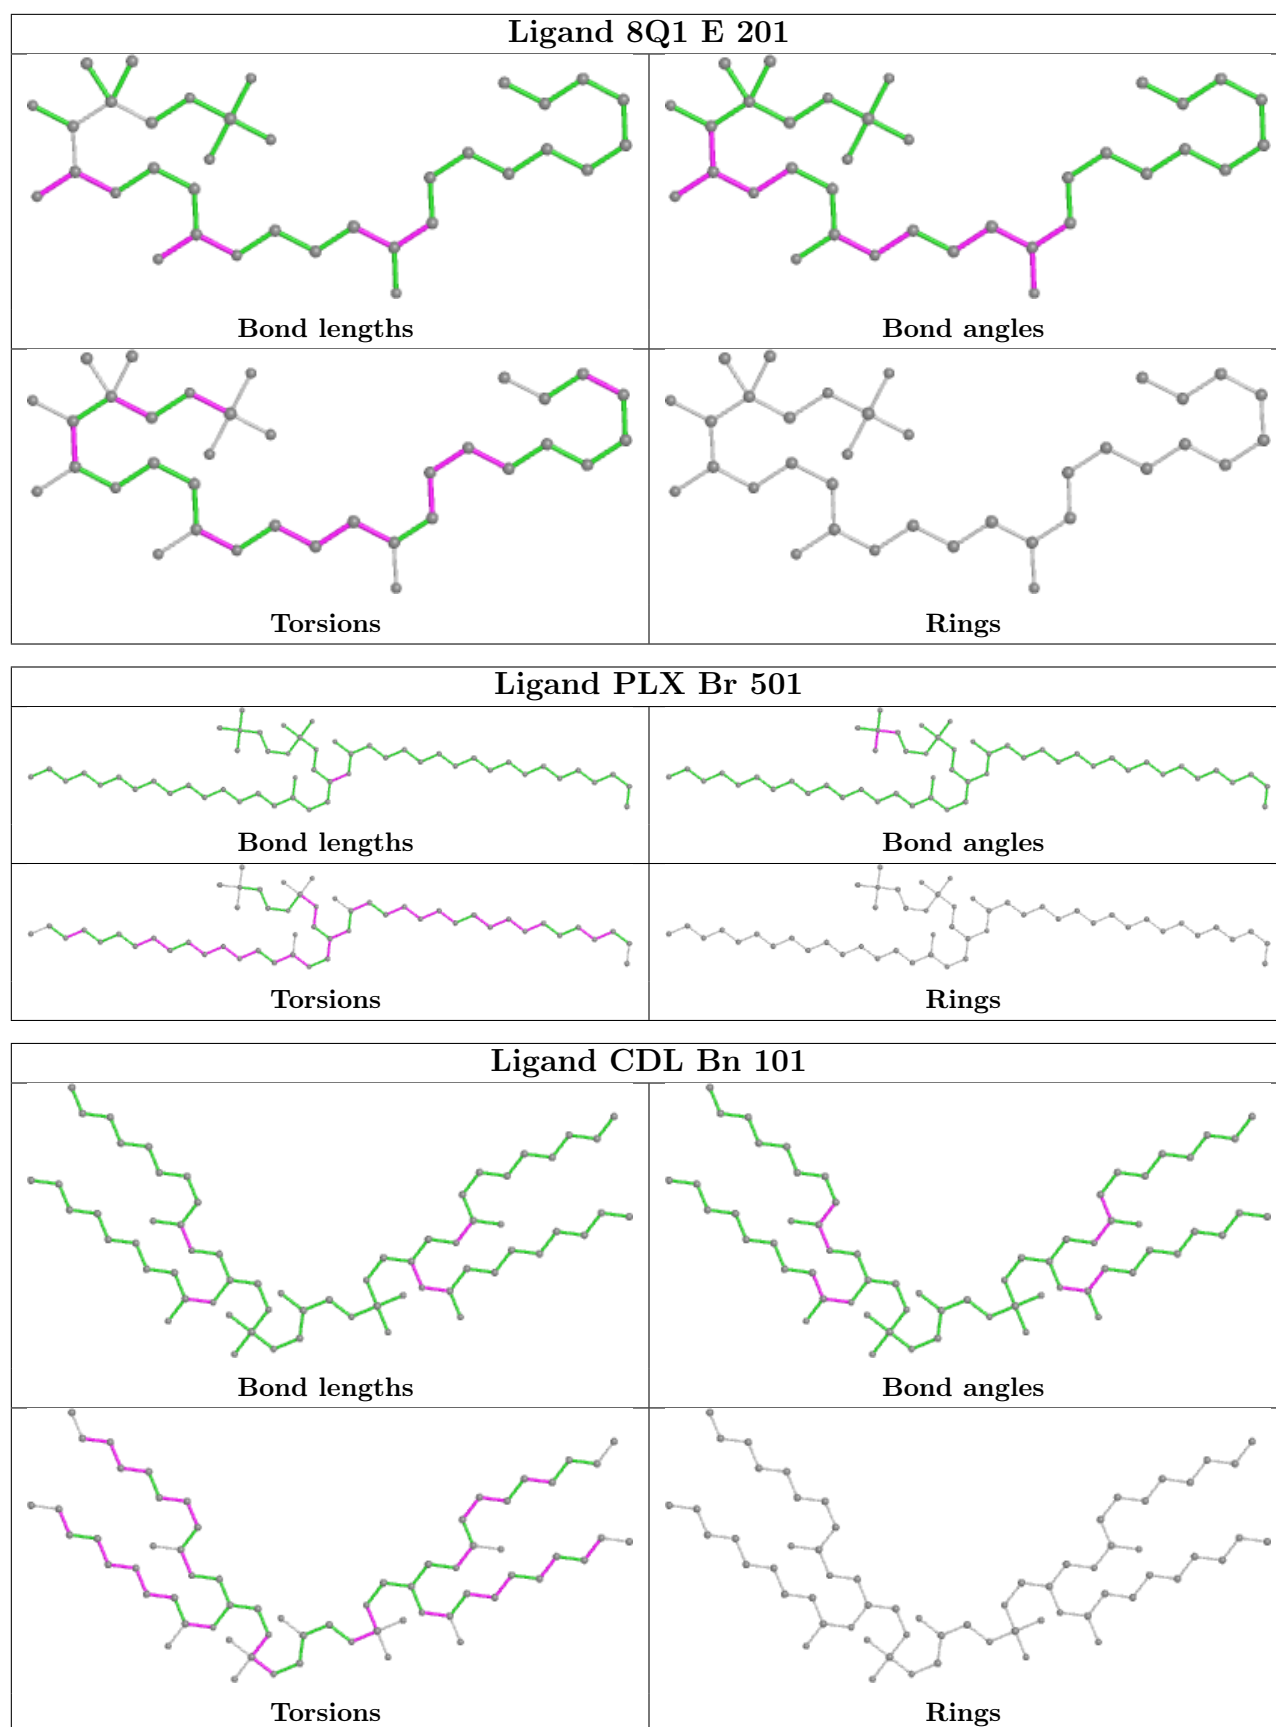 Ligand 8Q1 E 201
Bond lengths
Bond angles
Torsions
Rings
Ligand PLX Br 501
Bond lengths
Bond angles
Torsions
Rings
Ligand CDL Bn 101
Bond lengths
Bond angles
Torsions
Rings